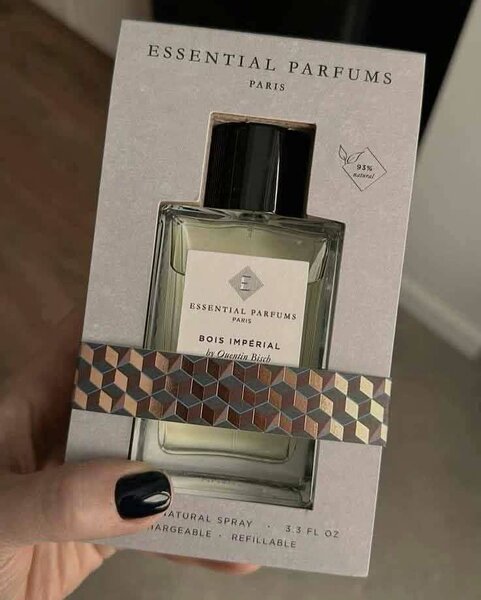 ESSENTIAL PARFUMS
PARIS
93%
natural
E
ESSENTIAL PARFUMS
PARIS
BOIS IMPÉRIAL
by Quentin Bisch
NATURAL SPRAY · 3.3 FL OZ
REFILLABLE